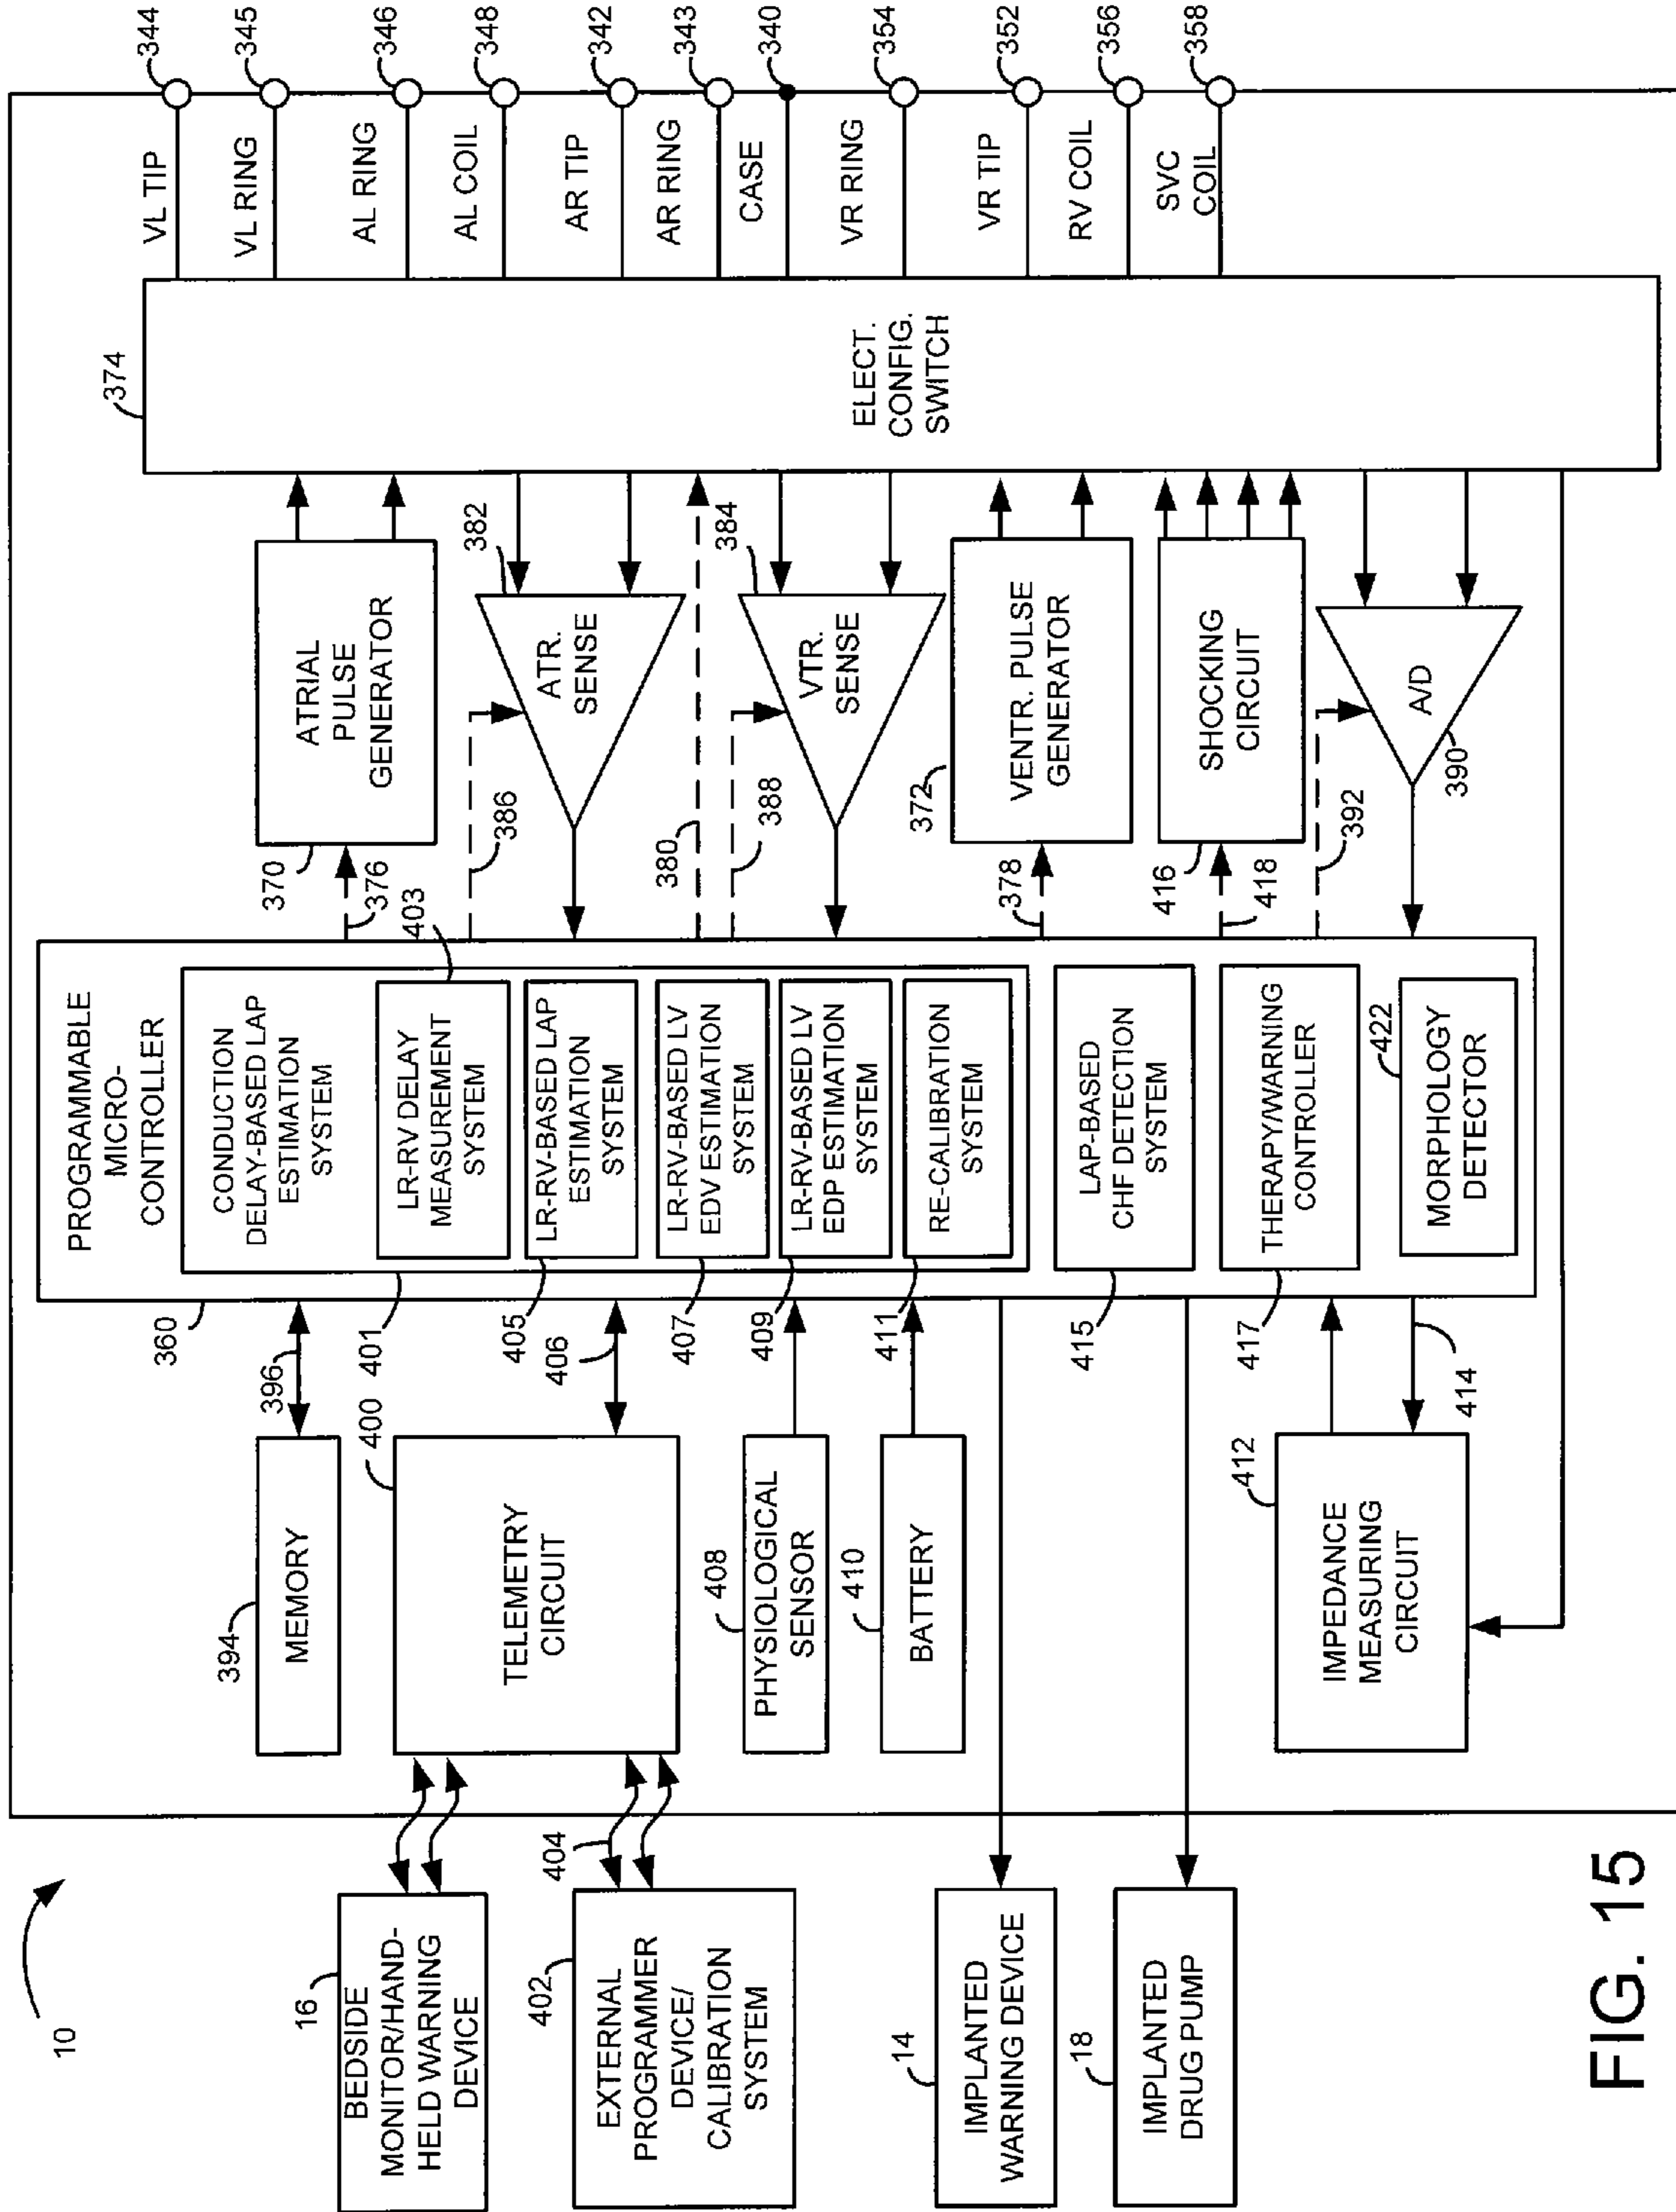 10
16
BEDSIDE
MONITOR/HAND-
HELD WARNING
DEVICE
402
EXTERNAL
PROGRAMMER
DEVICE/
CALIBRATION
SYSTEM
404
14
IMPLANTED
WARNING DEVICE
18
IMPLANTED
DRUG PUMP
394
MEMORY
396
400
TELEMETRY
CIRCUIT
406
408
PHYSIOLOGICAL
SENSOR
410
BATTERY
412
IMPEDANCE
MEASURING
CIRCUIT
414
360
PROGRAMMABLE
MICRO-
CONTROLLER
401
CONDUCTION
DELAY-BASED LAP
ESTIMATION
SYSTEM
403
LR-RV DELAY
MEASUREMENT
SYSTEM
405
LR-RV-BASED LAP
ESTIMATION
SYSTEM
407
LR-RV-BASED LV
EDV ESTIMATION
SYSTEM
409
LR-RV-BASED LV
EDP ESTIMATION
SYSTEM
411
RE-CALIBRATION
SYSTEM
415
LAP-BASED
CHF DETECTION
SYSTEM
417
THERAPY/WARNING
CONTROLLER
422
MORPHOLOGY
DETECTOR
370
376
ATRIAL
PULSE
GENERATOR
386
382
ATR.
SENSE
380
388
384
VTR.
SENSE
372
378
VENTR. PULSE
GENERATOR
416
418
SHOCKING
CIRCUIT
392
A/D
390
374
ELECT.
CONFIG.
SWITCH
VL TIP
344
VL RING
345
AL RING
346
AL COIL
348
AR TIP
342
AR RING
343
CASE
340
VR RING
354
VR TIP
352
RV COIL
356
SVC
COIL
358
FIG. 15